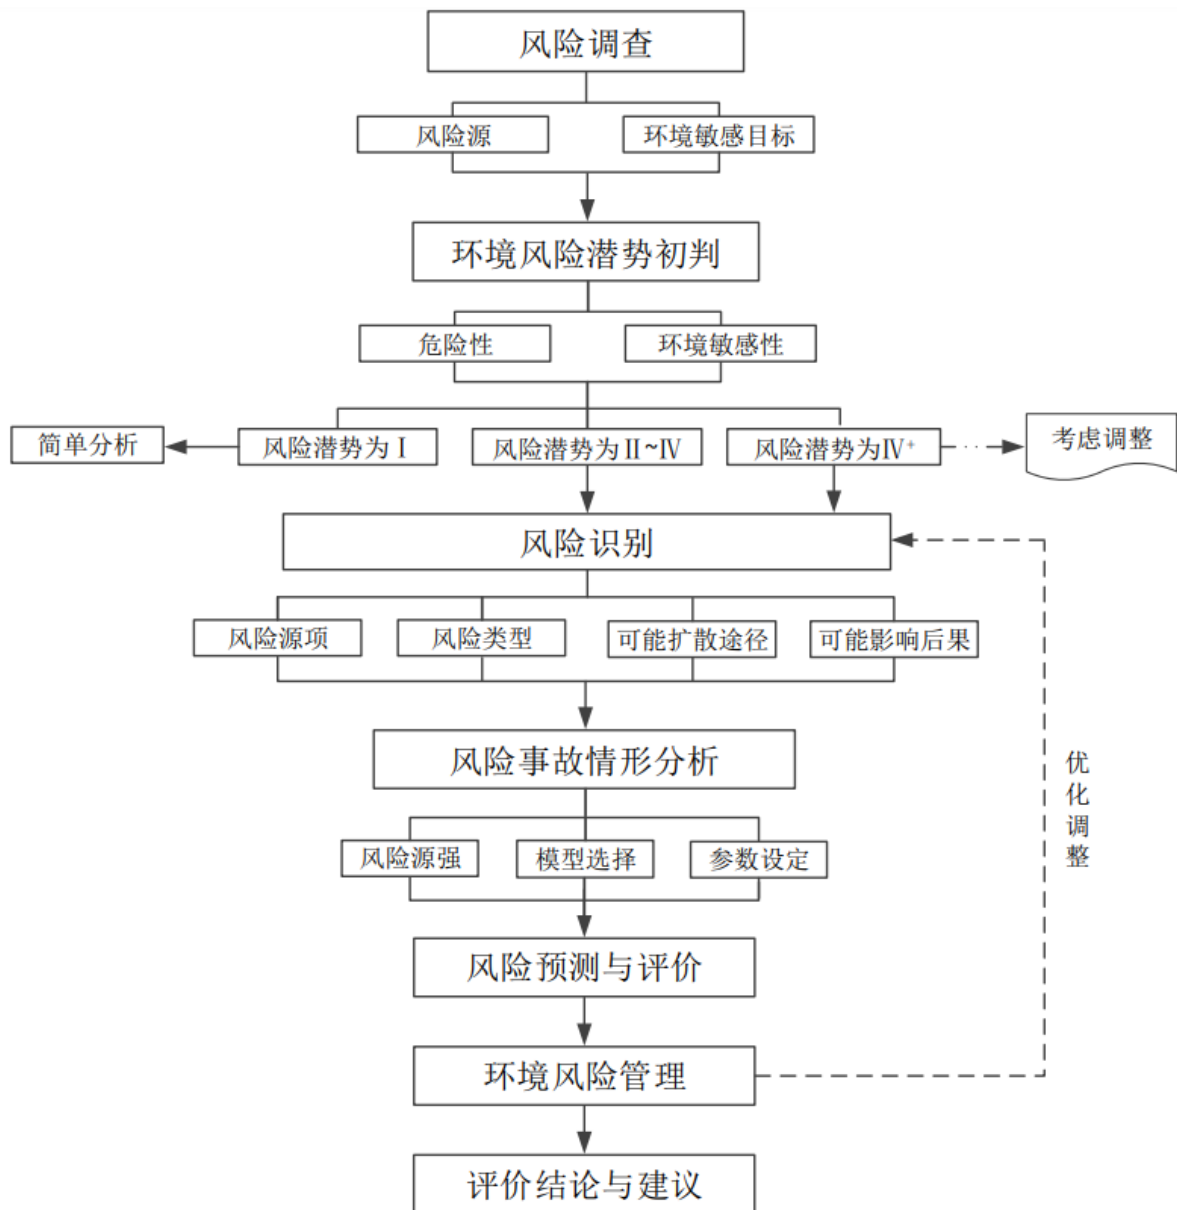 风险调查
风险源
环境敏感目标
环境风险潜势初判
危险性
环境敏感性
简单分析
风险潜势为Ⅰ
风险潜势为Ⅱ~Ⅳ
风险潜势为Ⅳ⁺
考虑调整
风险识别
风险源项
风险类型
可能扩散途径
可能影响后果
风险事故情形分析
优化调整
风险源强
模型选择
参数设定
风险预测与评价
环境风险管理
评价结论与建议